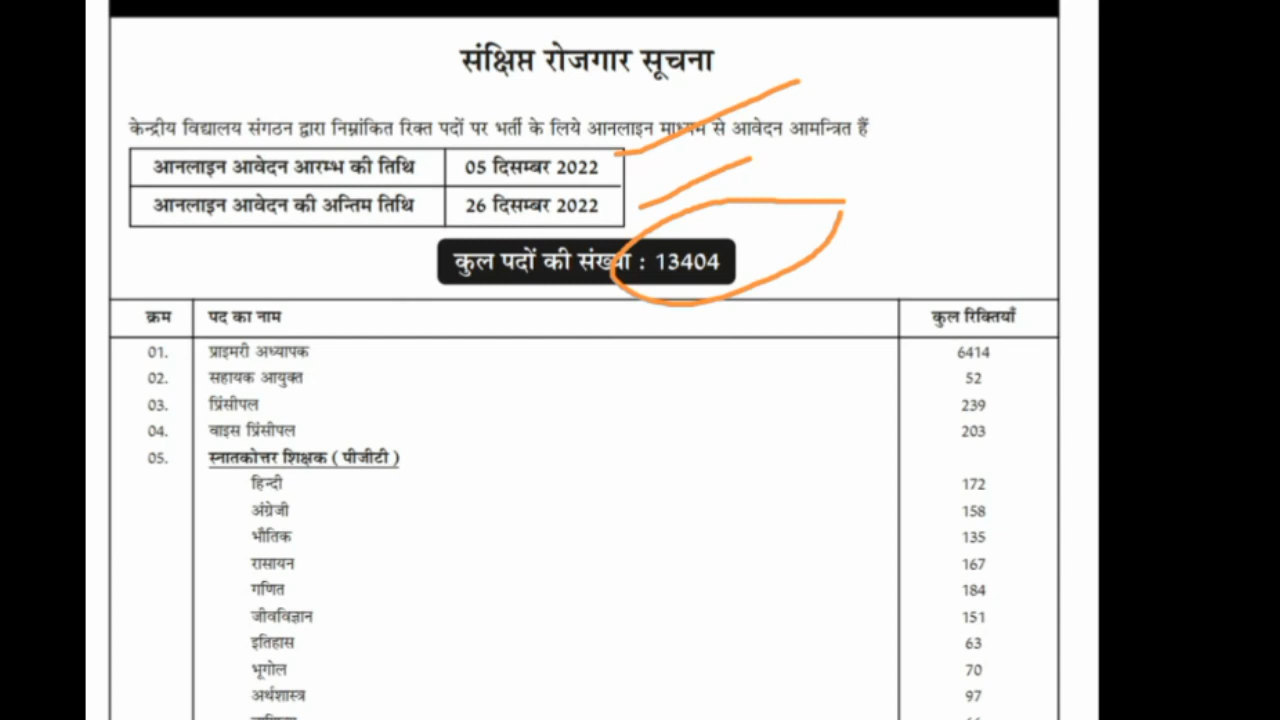 संक्षिप्त रोजगार सूचना
केन्द्रीय विद्यालय संगठन द्वारा निम्नांकित रिक्त पदों पर भर्ती के लिये आनलाइन माध्यम से आवेदन आमन्त्रित हैं
आनलाइन आवेदन आरम्भ की तिथि 05 दिसम्बर 2022
आनलाइन आवेदन की अन्तिम तिथि 26 दिसम्बर 2022
कुल पदों की संख्या : 13404
क्रम पद का नाम कुल रिक्तियाँ
01. प्राइमरी अध्यापक 6414
02. सहायक आयुक्त 52
03. प्रिंसीपल 239
04. वाइस प्रिंसीपल 203
05. स्नातकोत्तर शिक्षक ( पीजीटी )
हिन्दी 172
अंग्रेजी 158
भौतिक 135
रासायन 167
गणित 184
जीवविज्ञान 151
इतिहास 63
भूगोल 70
अर्थशास्त्र 97